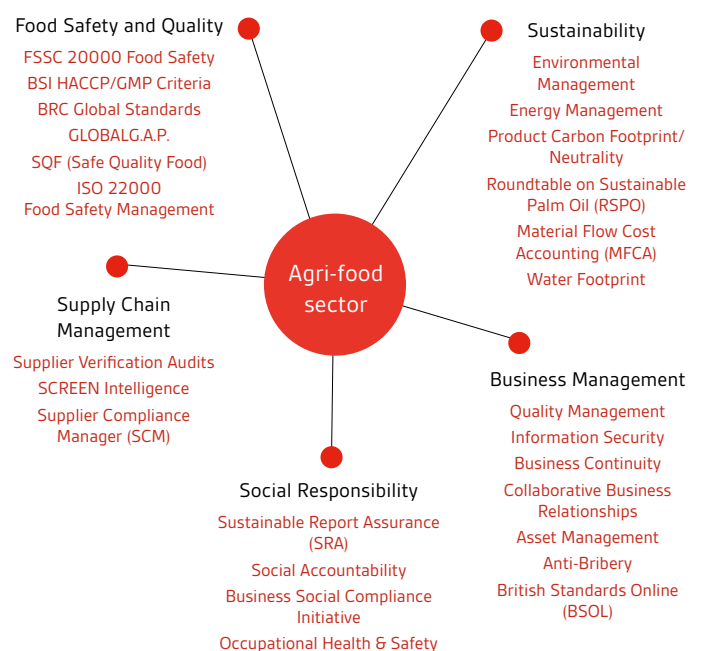 Food Safety and Quality
FSSC 20000 Food Safety
BSI HACCP/GMP Criteria
BRC Global Standards
GLOBALG.A.P.
SQF (Safe Quality Food)
ISO 22000
Food Safety Management
Sustainability
Environmental
Management
Energy Management
Product Carbon Footprint/
Neutrality
Roundtable on Sustainable
Palm Oil (RSPO)
Material Flow Cost
Accounting (MFCA)
Water Footprint
Agri-food
sector
Supply Chain
Management
Supplier Verification Audits
SCREEN Intelligence
Supplier Compliance
Manager (SCM)
Business Management
Quality Management
Information Security
Business Continuity
Collaborative Business
Relationships
Asset Management
Anti-Bribery
British Standards Online
(BSOL)
Social Responsibility
Sustainable Report Assurance
(SRA)
Social Accountability
Business Social Compliance
Initiative
Occupational Health & Safety